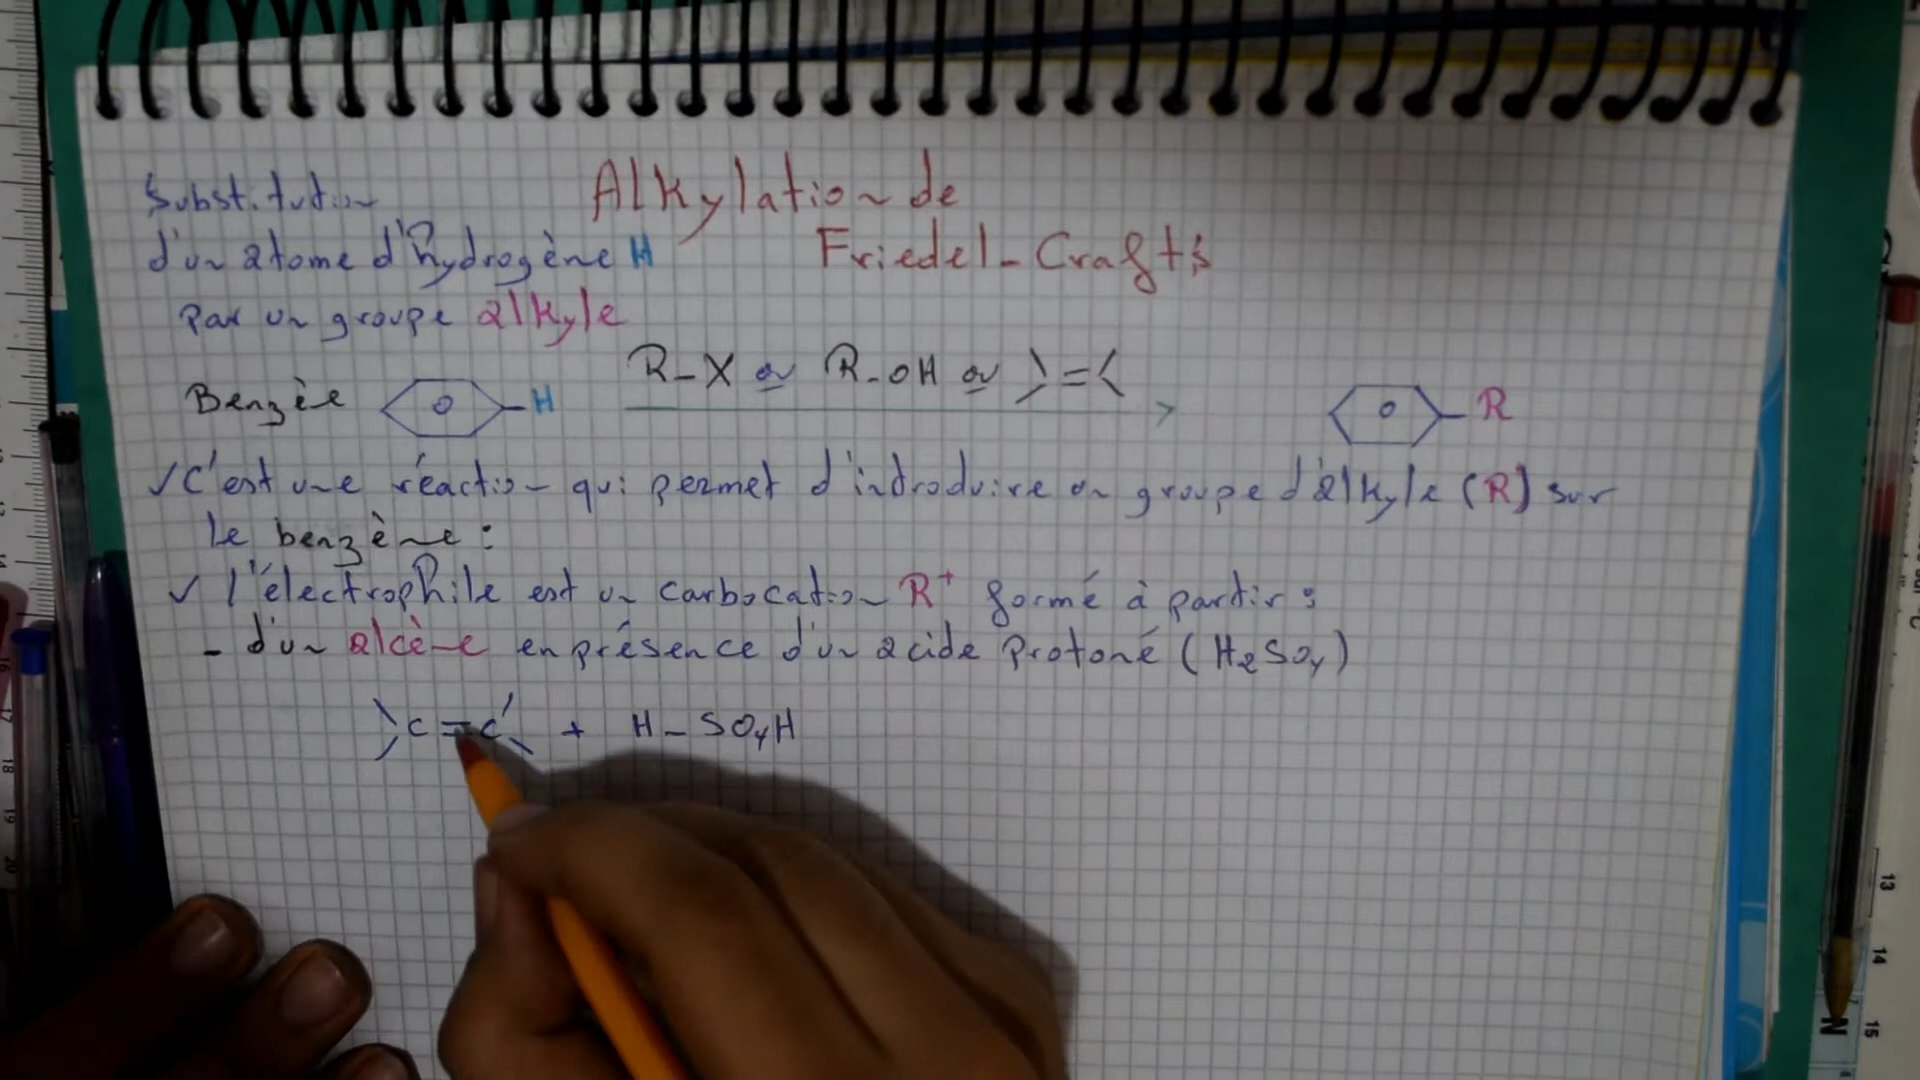 Substitution
d'un atome d'hydrogène H
par un groupe alkyle
Alkylation de
Friedel-Crafts
Benzèe
H
R-X ou R-OH ou >=<
R
✓ C'est une réaction qui permet d'introduire un groupe d'alkyle (R) sur
le benzène :
✓ l'électrophile est un carbocation R⁺ formé à partir :
- d'un alcène en présence d'un acide Protoné (H₂SO₄)
>C=C< + H-SO₄H